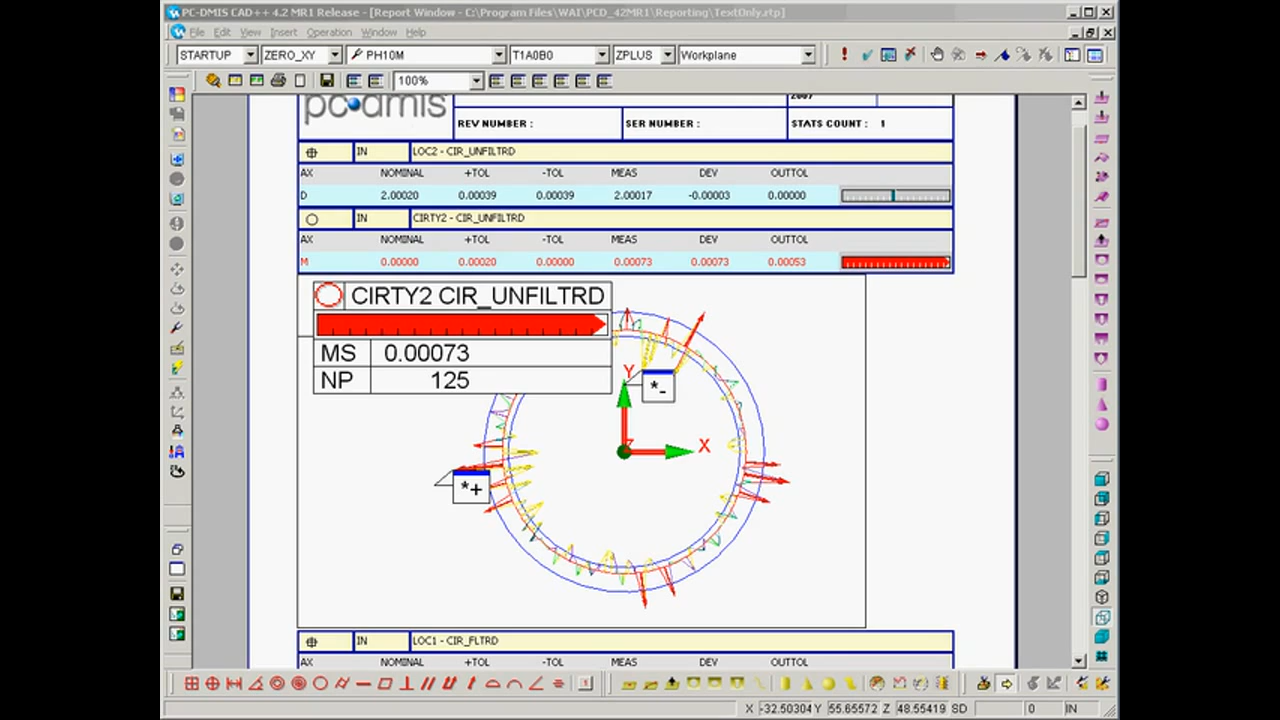 PC-DMIS CAD++ 4.2 MR1 Release - [Report Window - C:\Program Files\WAI\PCD_42MR1\Reporting\TextOnly.rtp]
File Edit View Insert Operation Window Help
STARTUP ZERO_XY PH10M T1A0B0 ZPLUS Workplane
100%
pc-dmis
2007
REV NUMBER : SER NUMBER : STATS COUNT : 1
IN LOC2 - CIR_UNFILTRD
AX NOMINAL +TOL -TOL MEAS DEV OUTTOL
D 2.00020 0.00039 0.00039 2.00017 -0.00003 0.00000
IN CIRTY2 - CIR_UNFILTRD
AX NOMINAL +TOL -TOL MEAS DEV OUTTOL
M 0.00000 0.00020 0.00000 0.00073 0.00073 0.00053
CIRTY2 CIR_UNFILTRD
MS 0.00073
NP 125
Y
*-
Z
X
*+
IN LOC1 - CIR_FLTRD
AX NOMINAL +TOL -TOL MEAS DEV OUTTOL
X -32.50304 Y 55.65572 Z 48.55419 SD 0 IN